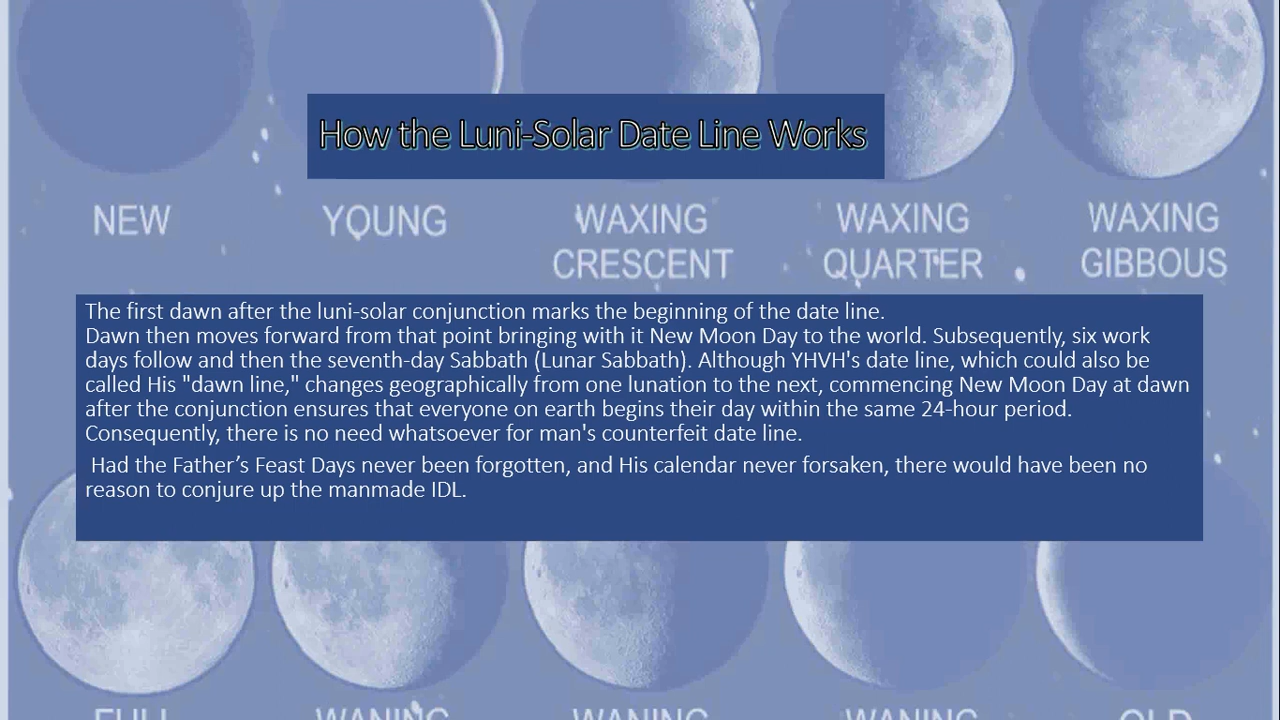 How the Luni-Solar Date Line Works
NEW
YOUNG
WAXING
CRESCENT
WAXING
QUARTER
WAXING
GIBBOUS
The first dawn after the luni-solar conjunction marks the beginning of the date line.
Dawn then moves forward from that point bringing with it New Moon Day to the world. Subsequently, six work
days follow and then the seventh-day Sabbath (Lunar Sabbath). Although YHVH's date line, which could also be
called His "dawn line," changes geographically from one lunation to the next, commencing New Moon Day at dawn
after the conjunction ensures that everyone on earth begins their day within the same 24-hour period.
Consequently, there is no need whatsoever for man's counterfeit date line.
Had the Father’s Feast Days never been forgotten, and His calendar never forsaken, there would have been no
reason to conjure up the manmade IDL.
FULL
WANING
WANING
WANING
OLD